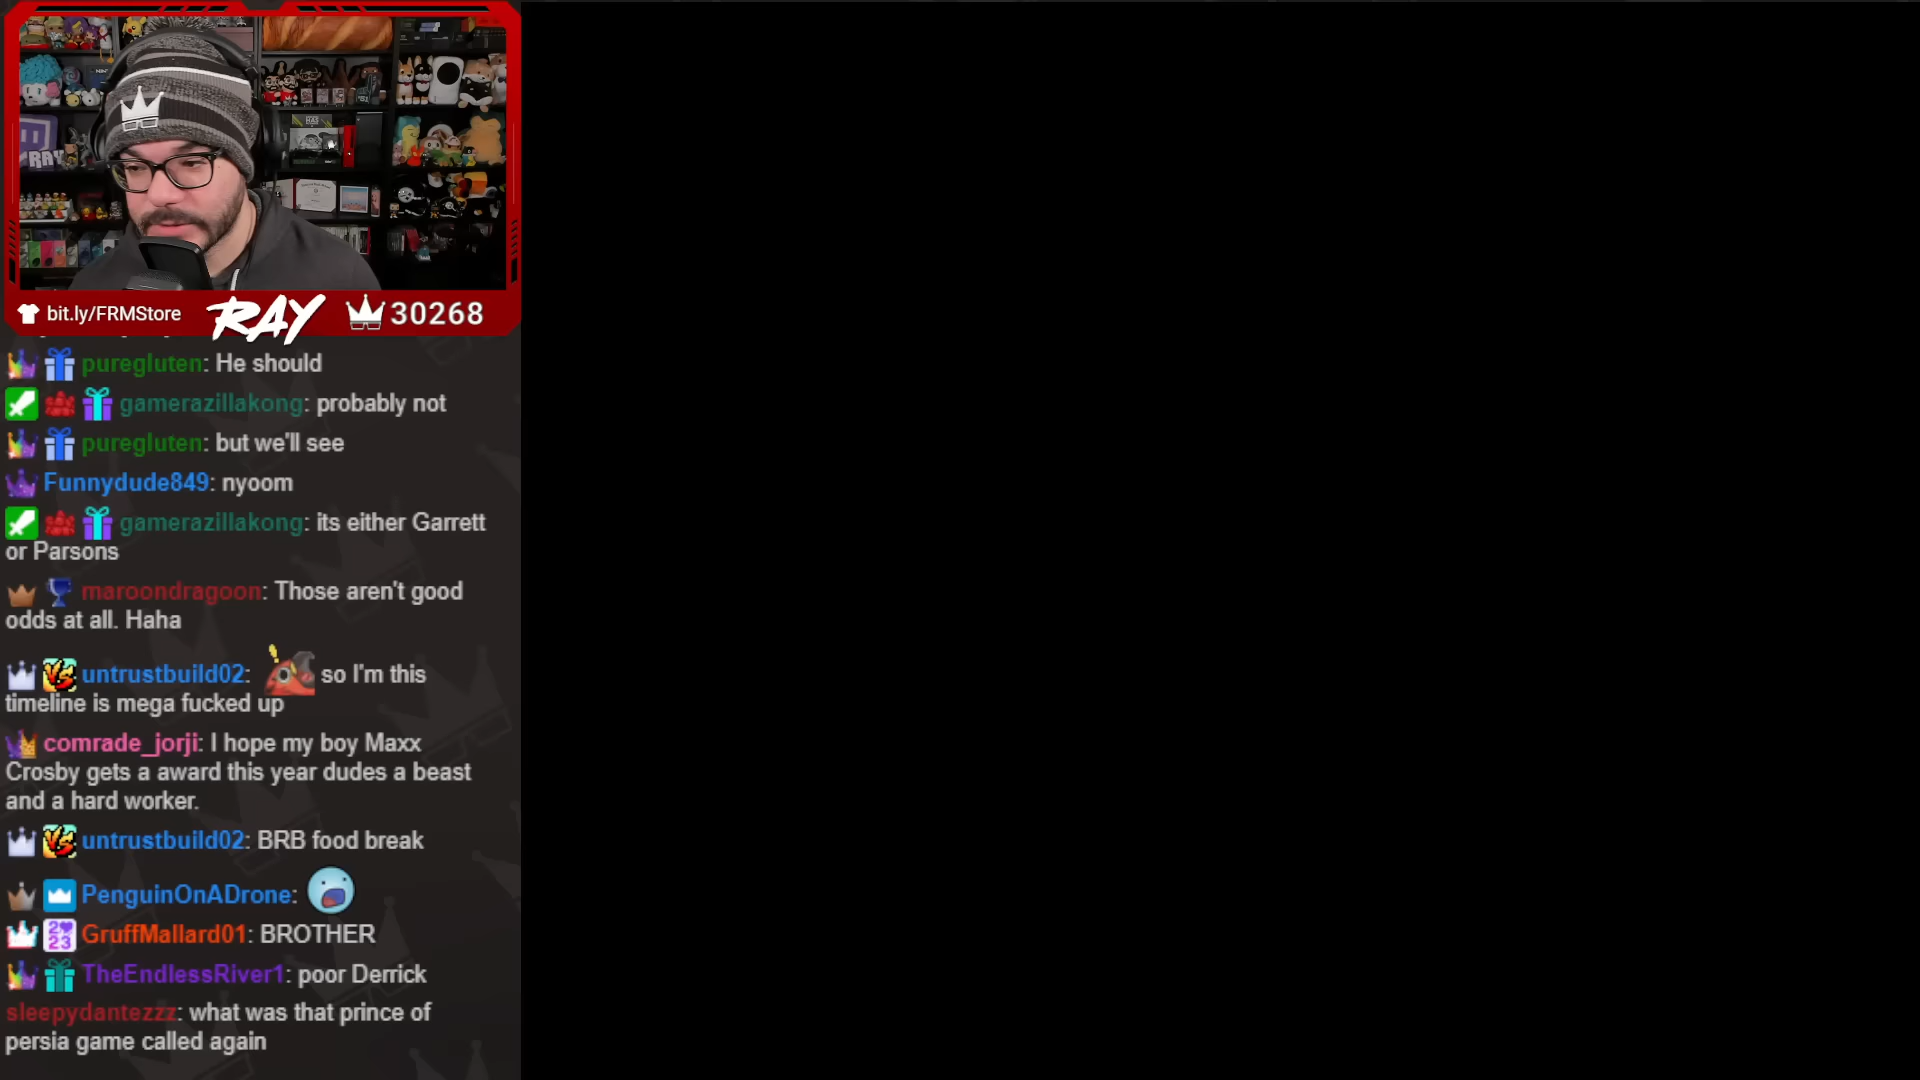 bit.ly/FRMStore RAY 30268
puregluten: He should
gamerazillakong: probably not
puregluten: but we'll see
Funnydude849: nyoom
gamerazillakong: its either Garrett
or Parsons
maroondragoon: Those aren't good
odds at all. Haha
untrustbuild02: so I'm this
timeline is mega fucked up
comrade_jorji: I hope my boy Maxx
Crosby gets a award this year dudes a beast
and a hard worker.
untrustbuild02: BRB food break
PenguinOnADrone:
GruffMallard01: BROTHER
TheEndlessRiver1: poor Derrick
sleepydantezzz: what was that prince of
persia game called again